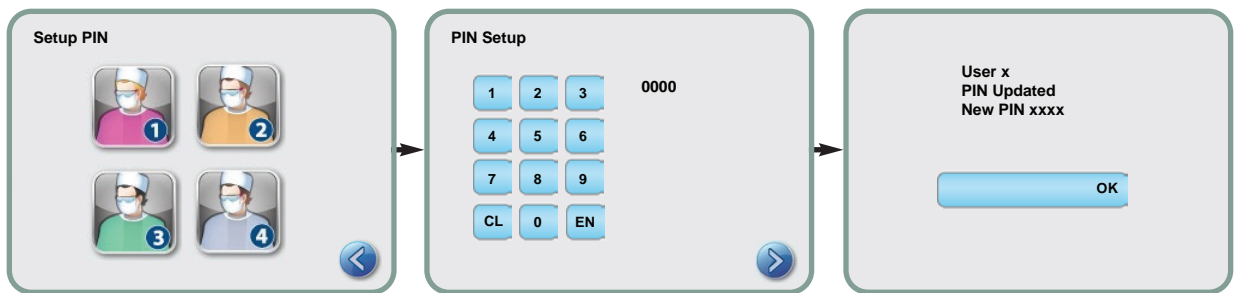 Setup PIN
1 2
3 4
PIN Setup
0000
1 2 3
4 5 6
7 8 9
CL 0 EN
User x
PIN Updated
New PIN xxxx
OK